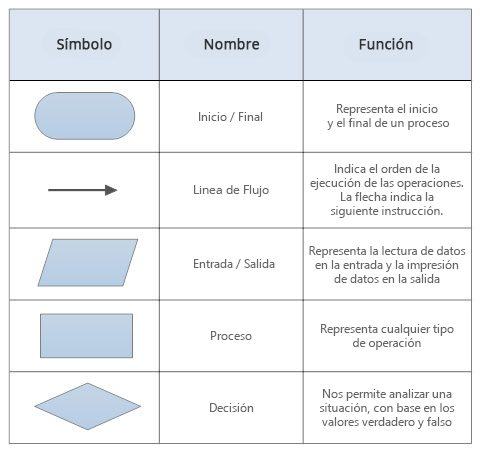 Símbolo
Nombre
Función
Inicio / Final
Representa el inicio
y el final de un proceso
Linea de Flujo
Indica el orden de la
ejecución de las operaciones.
La flecha indica la
siguiente instrucción.
Entrada / Salida
Representa la lectura de datos
en la entrada y la impresión
de datos en la salida
Proceso
Representa cualquier tipo
de operación
Decisión
Nos permite analizar una
situación, con base en los
valores verdadero y falso